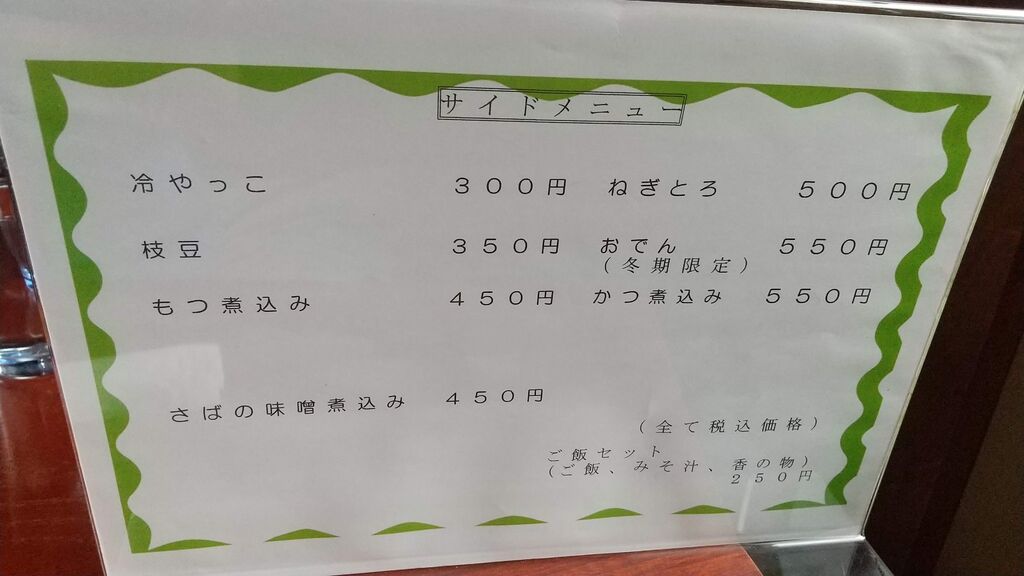 サイドメニュー
冷やっこ 300円 ねぎとろ 500円
枝豆 350円 おでん 550円
(冬期限定)
もつ煮込み 450円 かつ煮込み 550円
さばの味噌煮込み 450円
(全て税込価格)
ご飯セット
(ご飯、みそ汁、香の物)
250円